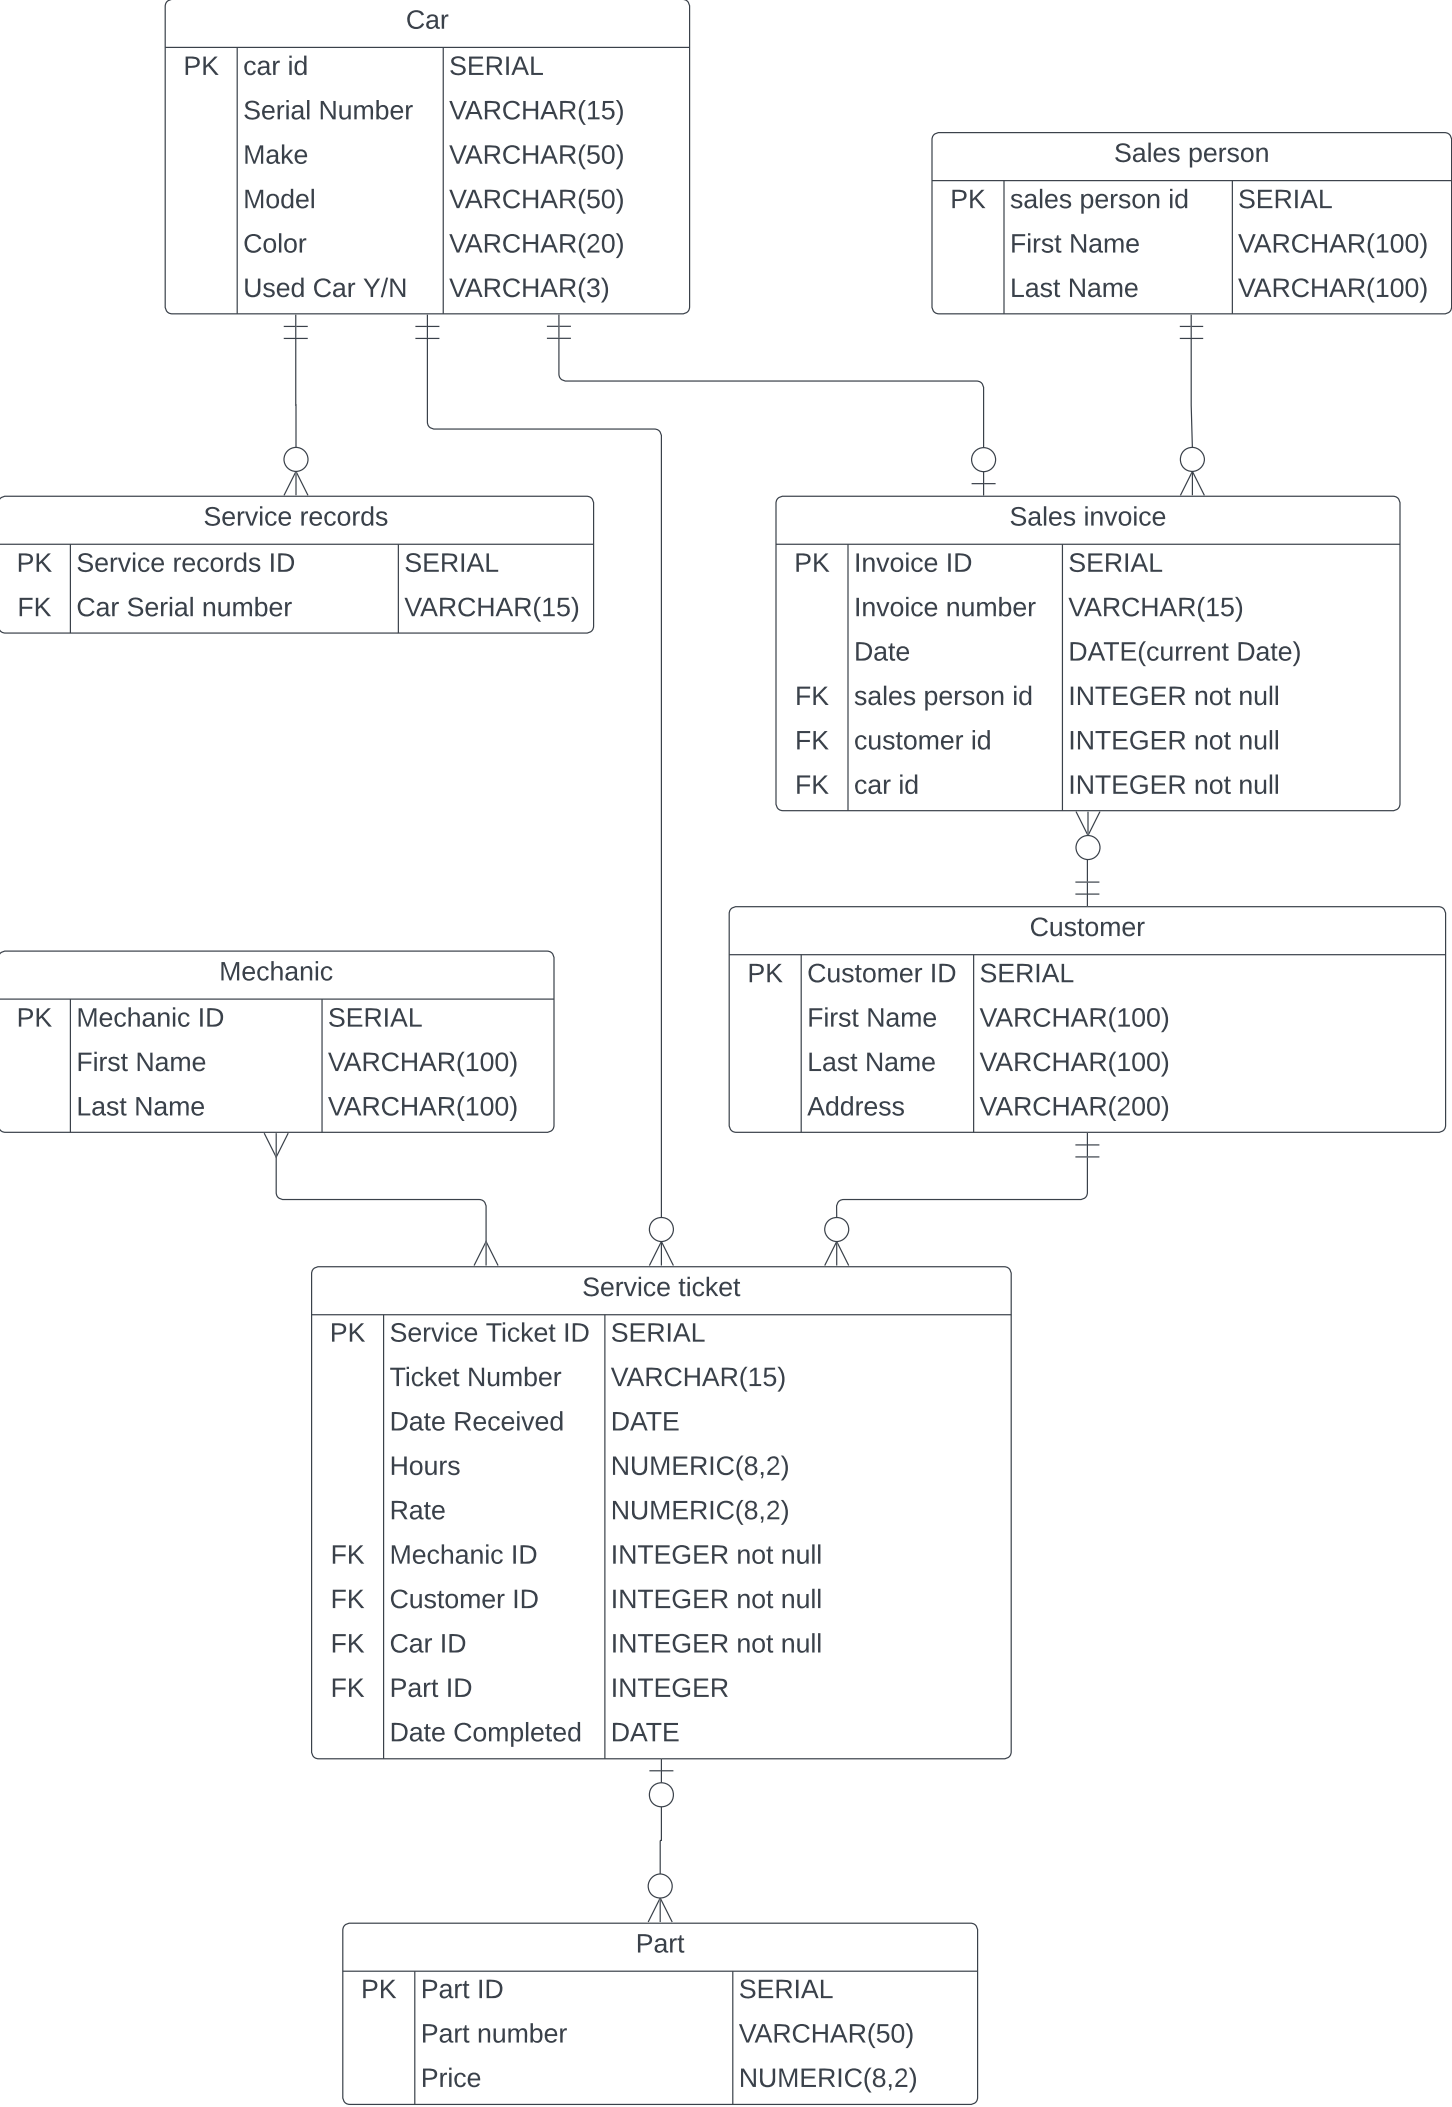 Car
PK car id SERIAL
Serial Number VARCHAR(15)
Make VARCHAR(50)
Model VARCHAR(50)
Color VARCHAR(20)
Used Car Y/N VARCHAR(3)
Sales person
PK sales person id SERIAL
First Name VARCHAR(100)
Last Name VARCHAR(100)
Service records
PK Service records ID SERIAL
FK Car Serial number VARCHAR(15)
Sales invoice
PK Invoice ID SERIAL
Invoice number VARCHAR(15)
Date DATE(current Date)
FK sales person id INTEGER not null
FK customer id INTEGER not null
FK car id INTEGER not null
Customer
PK Customer ID SERIAL
First Name VARCHAR(100)
Last Name VARCHAR(100)
Address VARCHAR(200)
Mechanic
PK Mechanic ID SERIAL
First Name VARCHAR(100)
Last Name VARCHAR(100)
Service ticket
PK Service Ticket ID SERIAL
Ticket Number VARCHAR(15)
Date Received DATE
Hours NUMERIC(8,2)
Rate NUMERIC(8,2)
FK Mechanic ID INTEGER not null
FK Customer ID INTEGER not null
FK Car ID INTEGER not null
FK Part ID INTEGER
Date Completed DATE
Part
PK Part ID SERIAL
Part number VARCHAR(50)
Price NUMERIC(8,2)